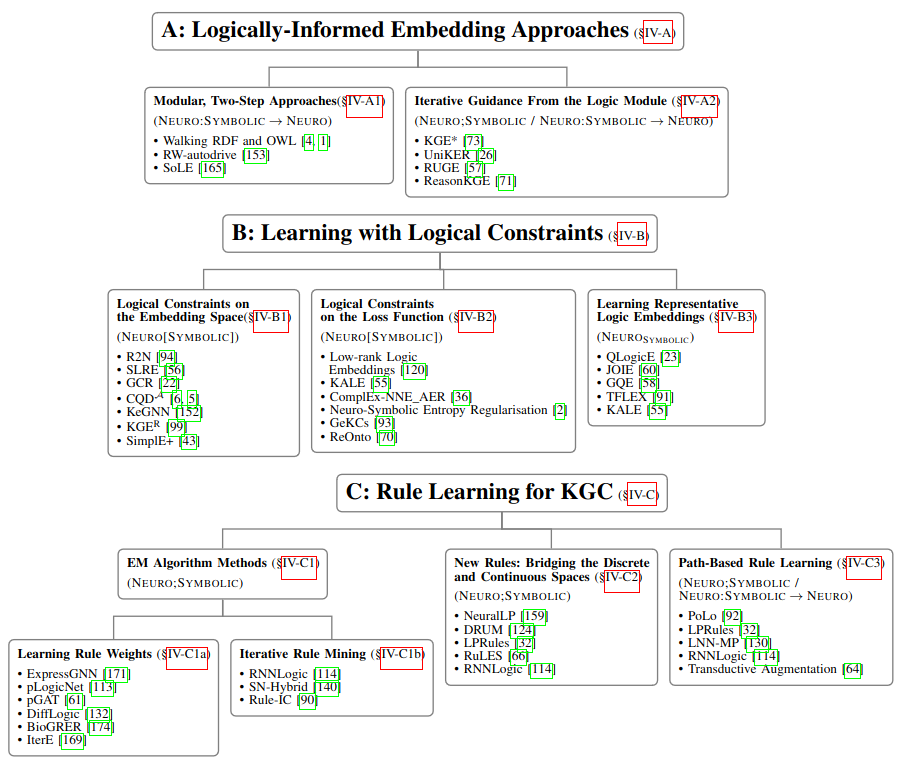 A: Logically-Informed Embedding Approaches (§IV-A)
Modular, Two-Step Approaches(§IV-A1)
(NEURO:SYMBOLIC → NEURO)
• Walking RDF and OWL [4, 1]
• RW-autodrive [153]
• SoLE [165]
Iterative Guidance From the Logic Module (§IV-A2)
(NEURO;SYMBOLIC / NEURO:SYMBOLIC → NEURO)
• KGE* [73]
• UniKER [26]
• RUGE [57]
• ReasonKGE [71]
B: Learning with Logical Constraints (§IV-B)
Logical Constraints on
the Embedding Space(§IV-B1)
(NEURO[SYMBOLIC])
• R2N [94]
• SLRE [56]
• GCR [22]
• CQD^A [6, 5]
• KeGNN [152]
• KGE^R [99]
• SimplE+ [43]
Logical Constraints
on the Loss Function (§IV-B2)
(NEURO[SYMBOLIC])
• Low-rank Logic
Embeddings [120]
• KALE [55]
• ComplEx-NNE_AER [36]
• Neuro-Symbolic Entropy Regularisation [2]
• GeKCs [93]
• ReOnto [70]
Learning Representative
Logic Embeddings (§IV-B3)
(NEURO_SYMBOLIC)
• QLogicE [23]
• JOIE [60]
• GQE [58]
• TFLEX [91]
• KALE [55]
C: Rule Learning for KGC (§IV-C)
EM Algorithm Methods (§IV-C1)
(NEURO;SYMBOLIC)
Learning Rule Weights (§IV-C1a)
• ExpressGNN [171]
• pLogicNet [113]
• pGAT [61]
• DiffLogic [132]
• BioGRER [174]
• IterE [169]
Iterative Rule Mining (§IV-C1b)
• RNNLogic [114]
• SN-Hybrid [140]
• Rule-IC [90]
New Rules: Bridging the Discrete
and Continuous Spaces (§IV-C2)
(NEURO;SYMBOLIC)
• NeuralLP [159]
• DRUM [124]
• LPRules [32]
• RuLES [66]
• RNNLogic [114]
Path-Based Rule Learning (§IV-C3)
(NEURO;SYMBOLIC /
NEURO:SYMBOLIC → NEURO)
• PoLo [92]
• LPRules [32]
• LNN-MP [130]
• RNNLogic [114]
• Transductive Augmentation [64]